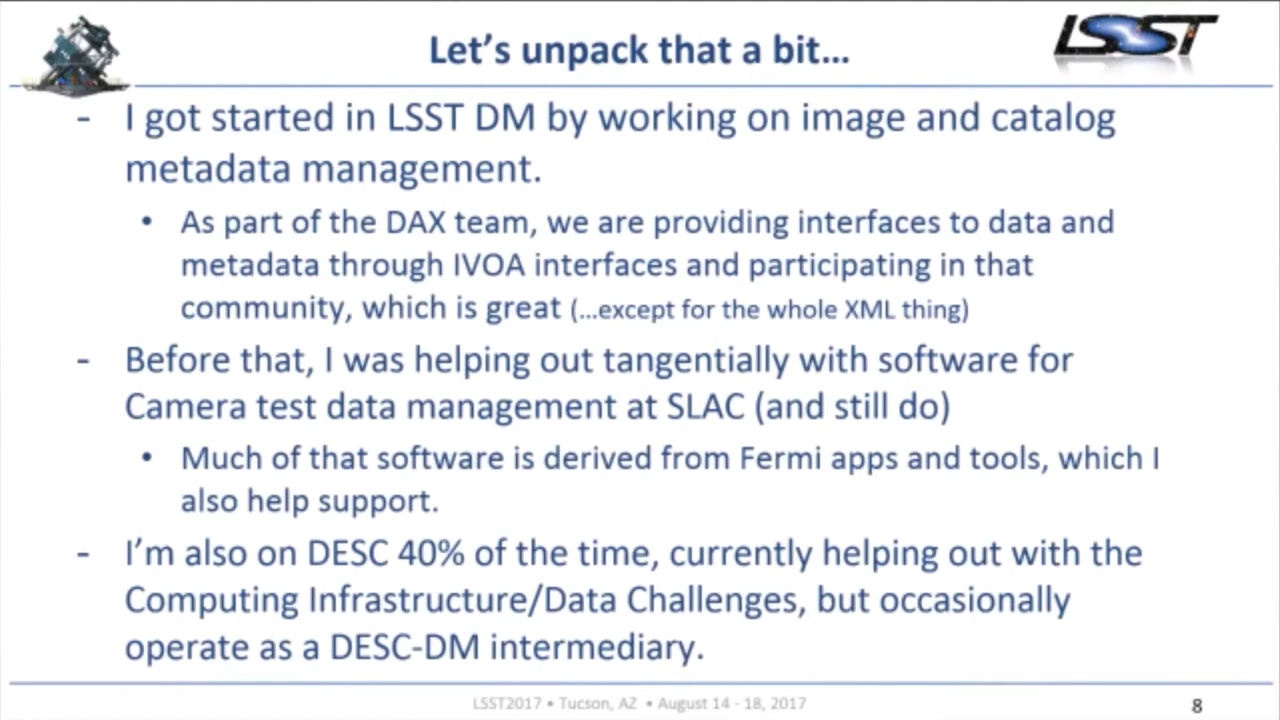 Let's unpack that a bit...
LSST
- I got started in LSST DM by working on image and catalog
metadata management.
• As part of the DAX team, we are providing interfaces to data and
metadata through IVOA interfaces and participating in that
community, which is great (...except for the whole XML thing)
- Before that, I was helping out tangentially with software for
Camera test data management at SLAC (and still do)
• Much of that software is derived from Fermi apps and tools, which I
also help support.
- I'm also on DESC 40% of the time, currently helping out with the
Computing Infrastructure/Data Challenges, but occasionally
operate as a DESC-DM intermediary.
LSST2017 • Tucson, AZ • August 14 - 18, 2017
8